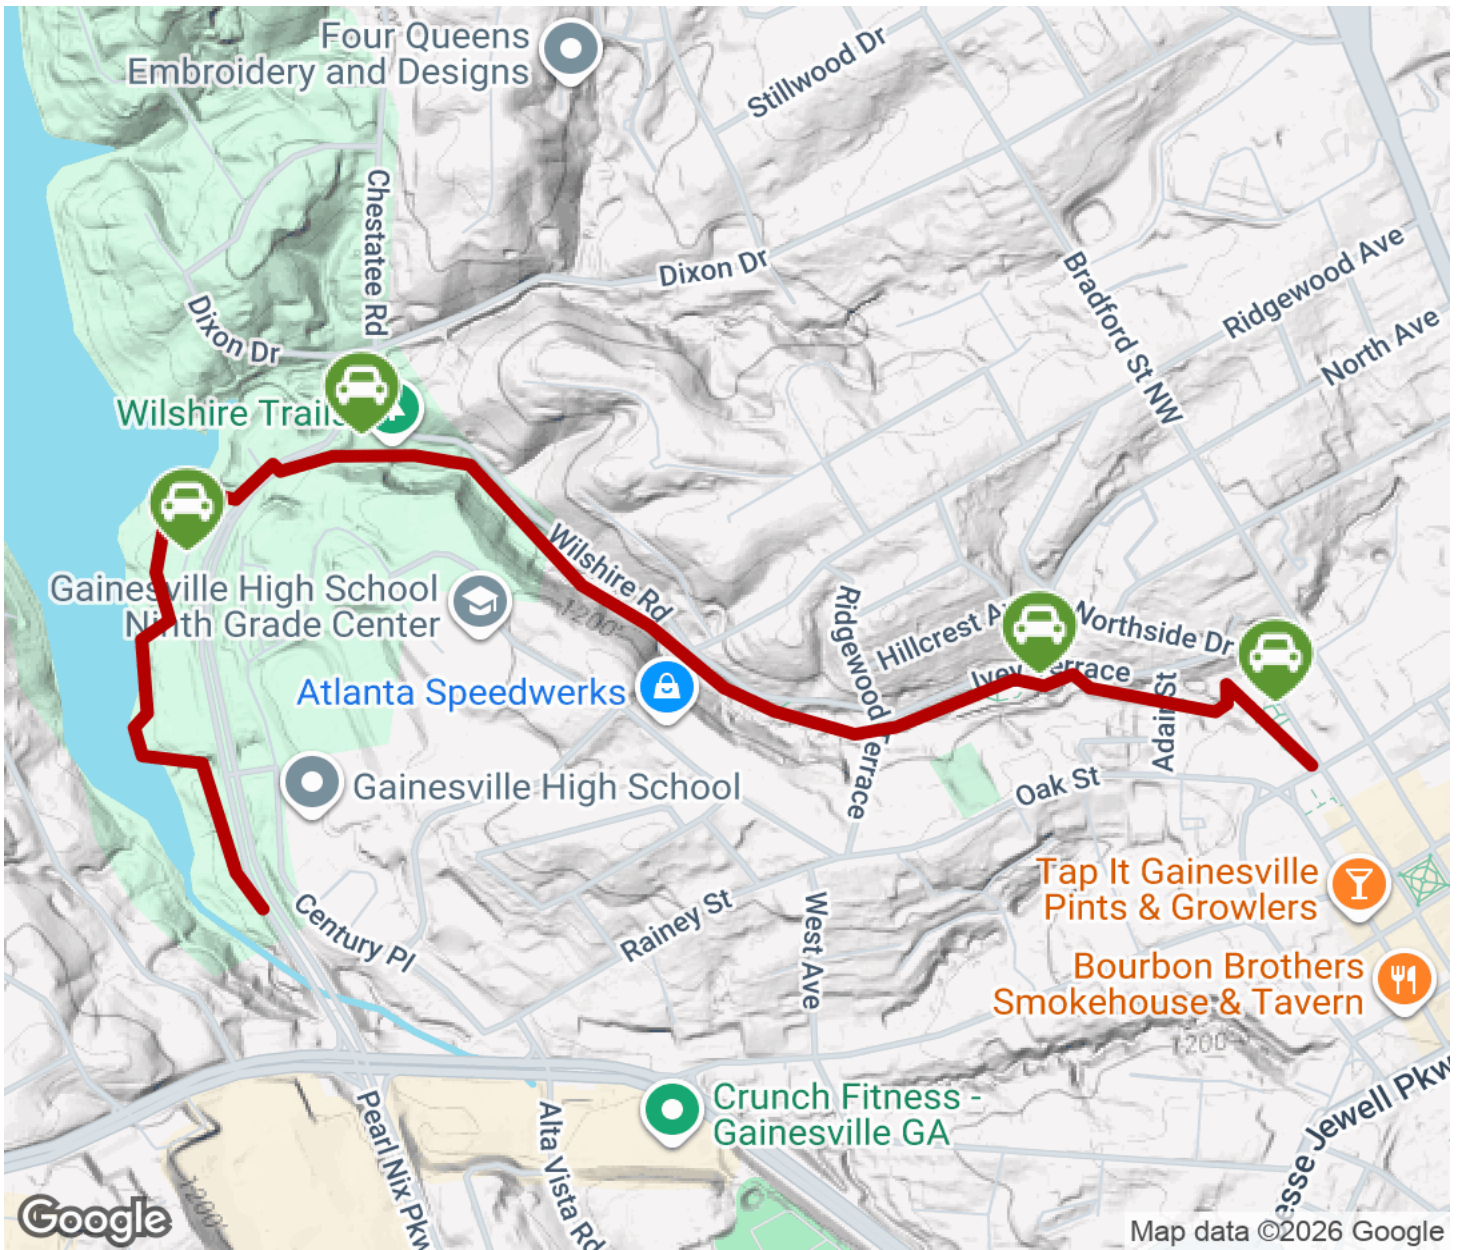 Four Queens
Embroidery and Designs
Stillwood Dr
Chestatee Rd
Dixon Dr
Bradford St NW
Ridgewood Ave
North Ave
Dixon Dr
Wilshire Trails
Wilshire Rd
Gainesville High School
Ninth Grade Center
1200
Ridgewood Terrace
Hillcrest A
Northside Dr
Ivey Terrace
Adair St
Atlanta Speedwerks
Gainesville High School
Oak St
Tap It Gainesville
Pints & Growlers
Century Pl
Rainey St
West Ave
Bourbon Brothers
Smokehouse & Tavern
1200
Jesse Jewell Pkw
Crunch Fitness -
Gainesville GA
Pearl Nix Pkw
Alta Vista Rd
1200
Google
Map data ©2026 Google